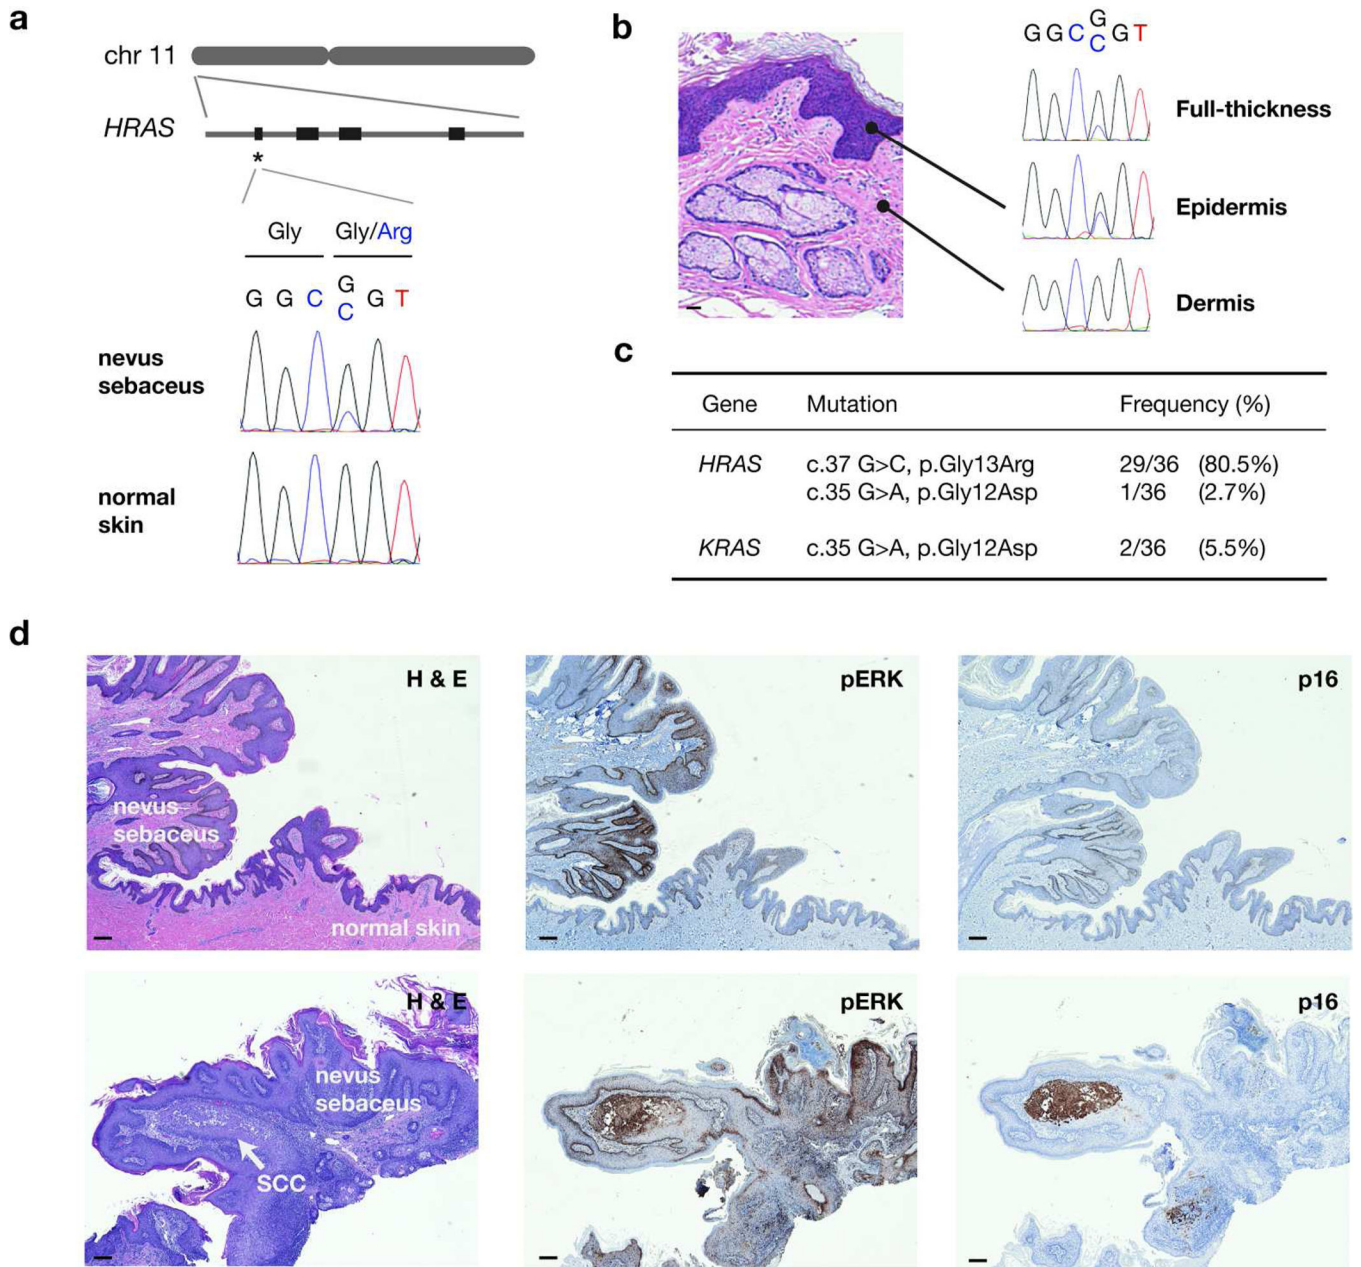 a
chr 11
HRAS
*
Gly Gly/Arg
G G C G G T
C
nevus
sebaceus
normal
skin
b
G G C G G T
C
Full-thickness
Epidermis
Dermis
c
Gene Mutation Frequency (%)
HRAS c.37 G>C, p.Gly13Arg 29/36 (80.5%)
c.35 G>A, p.Gly12Asp 1/36 (2.7%)
KRAS c.35 G>A, p.Gly12Asp 2/36 (5.5%)
d
H & E
nevus
sebaceus
normal skin
pERK
p16
H & E
nevus
sebaceus
SCC
pERK
p16